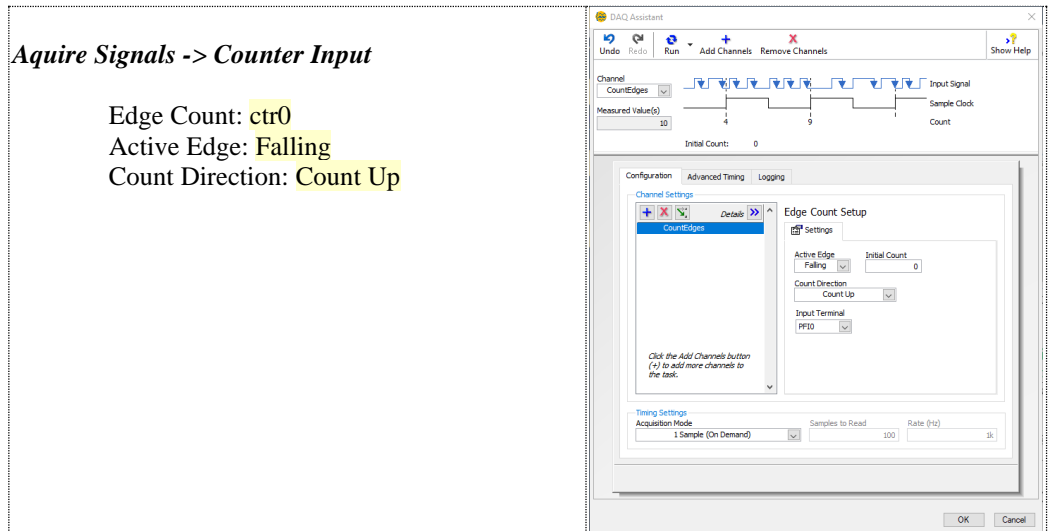 Aquire Signals -> Counter Input
Edge Count: ctr0
Active Edge: Falling
Count Direction: Count Up
DAQ Assistant
Undo Redo Run Add Channels Remove Channels Show Help
Channel
CountEdges
Measured Value(s)
10
Input Signal
Sample Clock
4 9 Count
Initial Count: 0
Configuration Advanced Timing Logging
Channel Settings
Details
CountEdges
Click the Add Channels button
(+) to add more channels to
the task.
Edge Count Setup
Settings
Active Edge Initial Count
Falling 0
Count Direction
Count Up
Input Terminal
PFI0
Timing Settings
Acquisition Mode Samples to Read Rate (Hz)
1 Sample (On Demand) 100 1k
OK Cancel